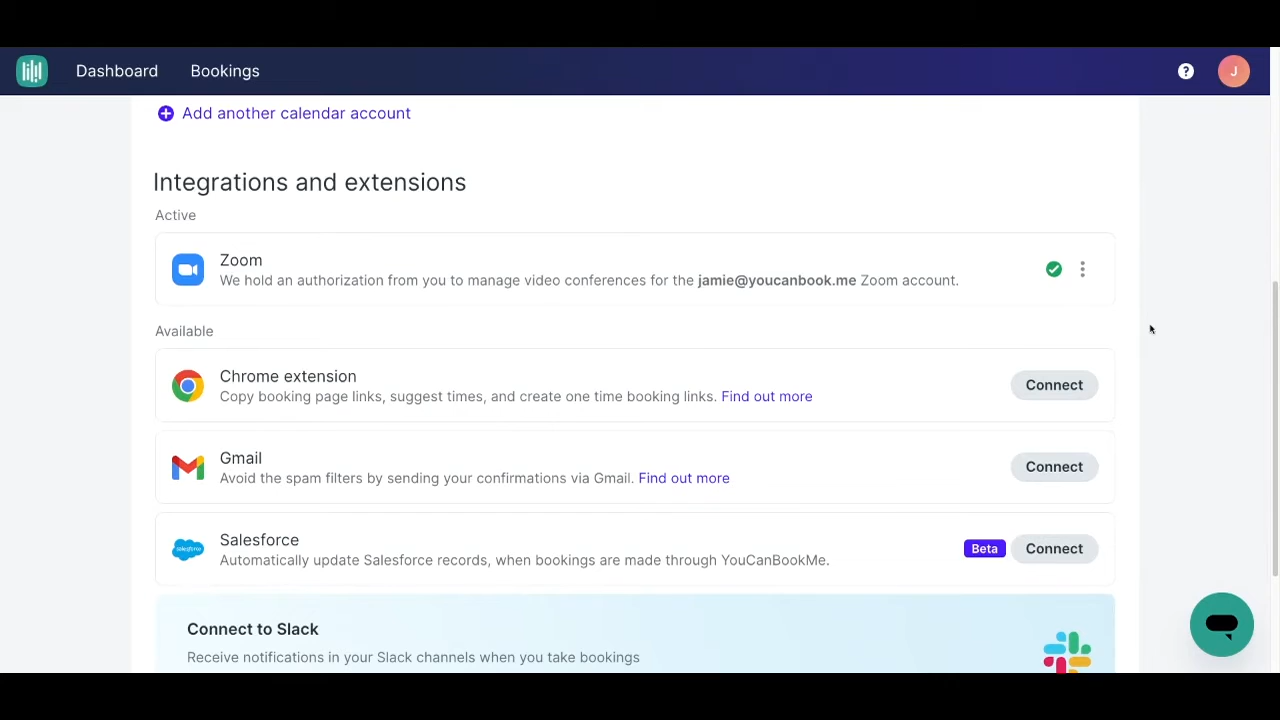 Dashboard Bookings ? J
Add another calendar account
Integrations and extensions
Active
Zoom
We hold an authorization from you to manage video conferences for the jamie@youcanbook.me Zoom account.
Available
Chrome extension
Copy booking page links, suggest times, and create one time booking links. Find out more
Connect
Gmail
Avoid the spam filters by sending your confirmations via Gmail. Find out more
Connect
Salesforce
Automatically update Salesforce records, when bookings are made through YouCanBookMe.
Beta Connect
Connect to Slack
Receive notifications in your Slack channels when you take bookings